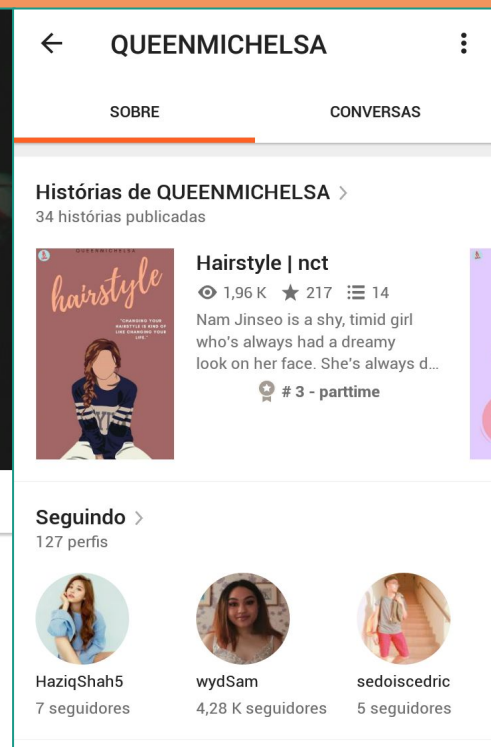 QUEENMICHELSA
SOBRE
CONVERSAS
Histórias de QUEENMICHELSA
34 histórias publicadas
QUEENMICHELSA
hairstyle
"CHANGING YOUR
HAIRSTYLE IS KIND OF
LIKE CHANGING YOUR
LIFE."
NY
Hairstyle | nct
1,96 K 217 14
Nam Jinseo is a shy, timid girl
who's always had a dreamy
look on her face. She's always d...
# 3 - parttime
Seguindo
127 perfis
HaziqShah5
7 seguidores
wydSam
4,28 K seguidores
sedoiscedric
5 seguidores